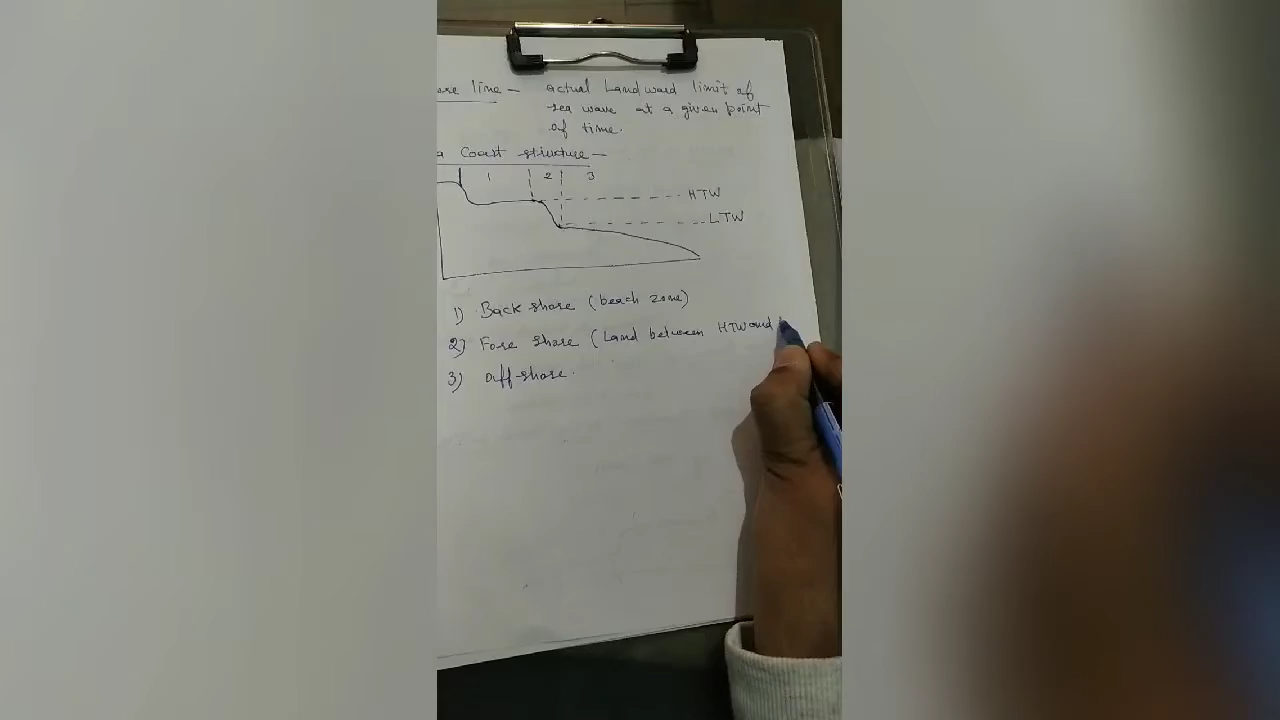 ore line – actual Landward limit of
sea wave at a given point
of time.
a Coast structure –
1 2 3
HTW
LTW
1) Back shore (beach zone)
2) Fore shore (Land between HTW and
3) off-shore.